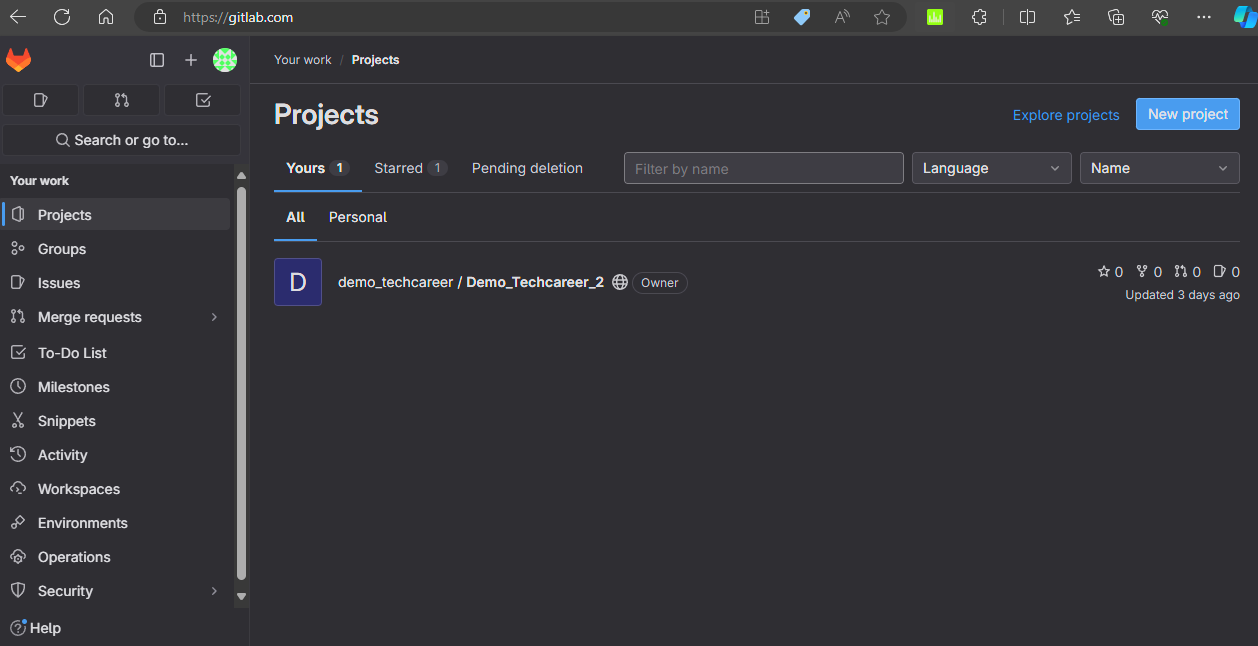 https://gitlab.com
Your work / Projects
Search or go to...
Your work
Projects
Groups
Issues
Merge requests
To-Do List
Milestones
Snippets
Activity
Workspaces
Environments
Operations
Security
Help
Projects
Explore projects
New project
Yours 1
Starred 1
Pending deletion
Filter by name
Language
Name
All
Personal
D
demo_techcareer / Demo_Techcareer_2
Owner
0 0 0 0
Updated 3 days ago